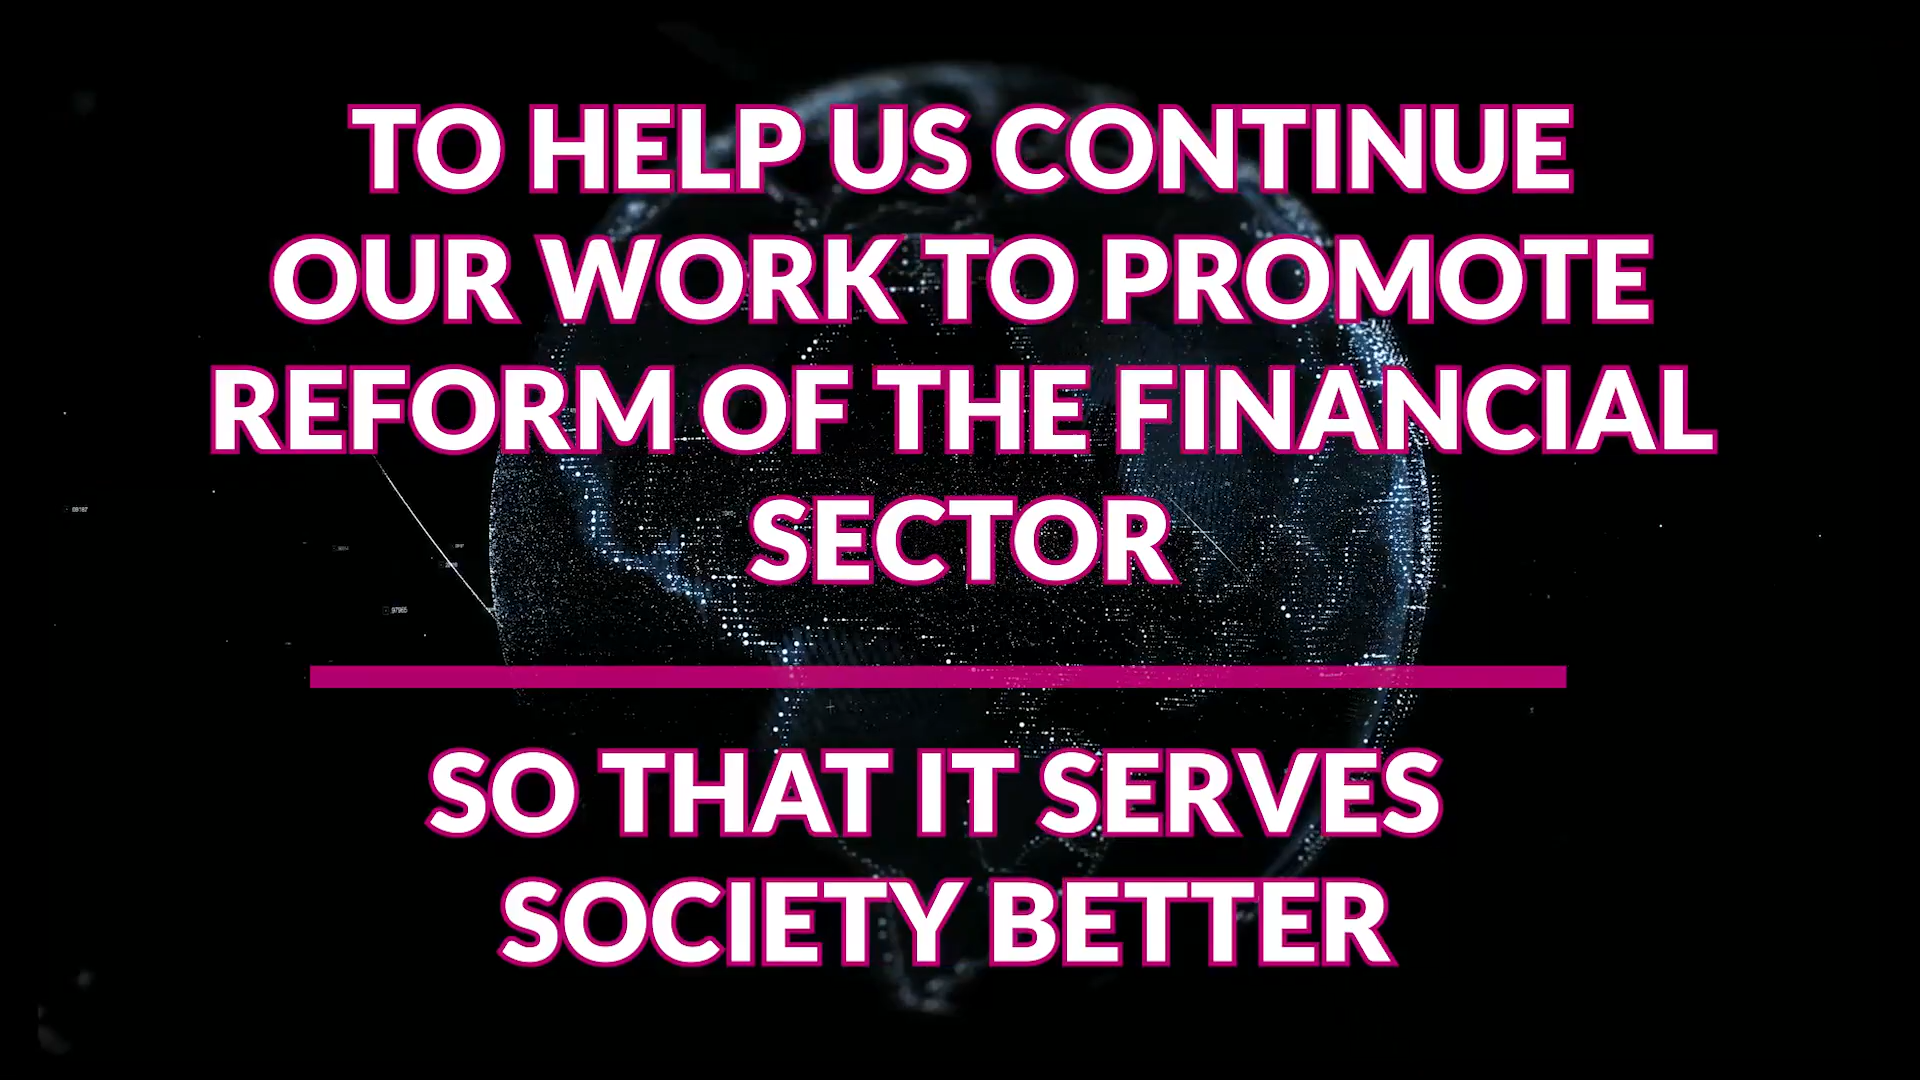 TO HELP US CONTINUE
OUR WORK TO PROMOTE
REFORM OF THE FINANCIAL
SECTOR
SO THAT IT SERVES
SOCIETY BETTER